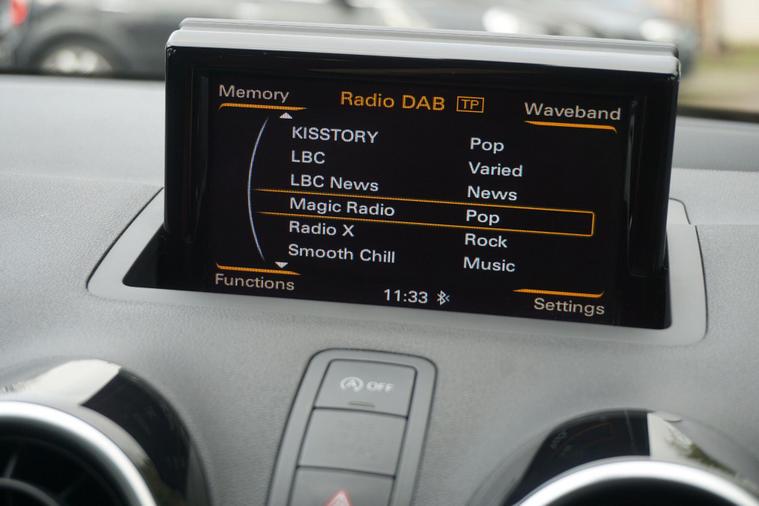 Memory
Radio DAB TP
Waveband
KISSTORY Pop
LBC Varied
LBC News News
Magic Radio Pop
Radio X Rock
Smooth Chill Music
Functions
11:33
Settings
A OFF